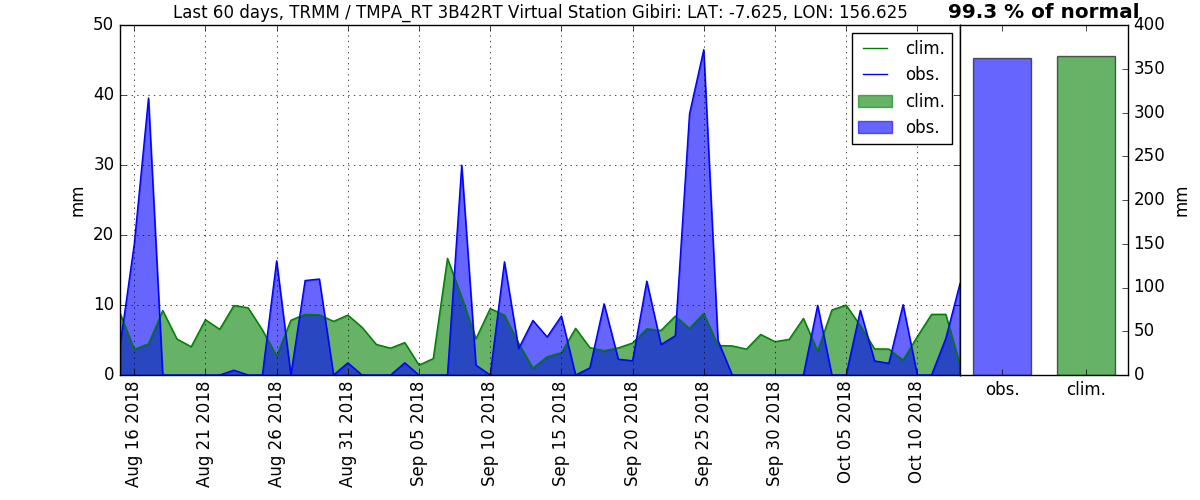 Last 60 days, TRMM / TMPA_RT 3B42RT Virtual Station Gibiri: LAT: -7.625, LON: 156.625
99.3 % of normal
50
40
30
20
10
0
mm
clim.
obs.
clim.
obs.
400
350
300
250
200
150
100
50
0
mm
obs.
clim.
Aug 16 2018
Aug 21 2018
Aug 26 2018
Aug 31 2018
Sep 05 2018
Sep 10 2018
Sep 15 2018
Sep 20 2018
Sep 25 2018
Sep 30 2018
Oct 05 2018
Oct 10 2018